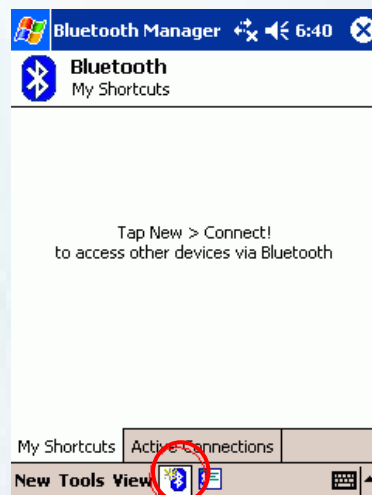 Bluetooth Manager 6:40
Bluetooth
My Shortcuts
Tap New > Connect!
to access other devices via Bluetooth
My Shortcuts Active Connections
New Tools View